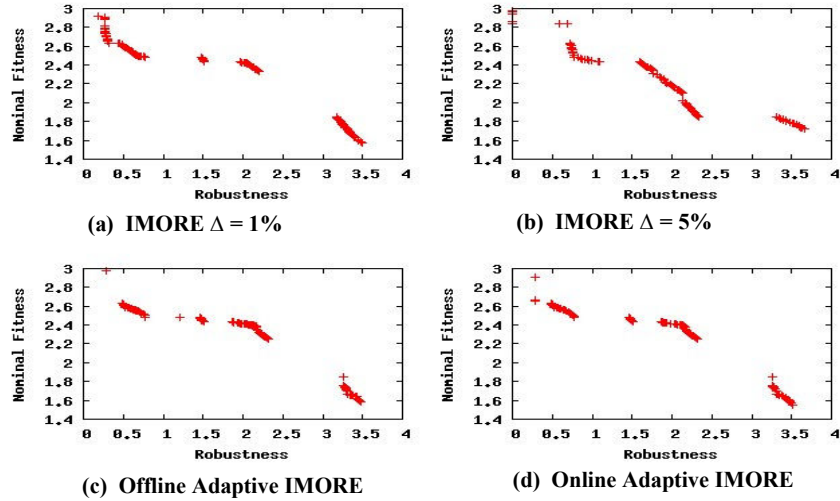 3
2.8
2.6
2.4
2.2
2
1.8
1.6
1.4
Nominal Fitness
0 0.5 1 1.5 2 2.5 3 3.5 4
Robustness
(a) IMORE Δ = 1%
3
2.8
2.6
2.4
2.2
2
1.8
1.6
1.4
Nominal Fitness
0 0.5 1 1.5 2 2.5 3 3.5 4
Robustness
(b) IMORE Δ = 5%
3
2.8
2.6
2.4
2.2
2
1.8
1.6
1.4
Nominal Fitness
0 0.5 1 1.5 2 2.5 3 3.5 4
Robustness
(c) Offline Adaptive IMORE
3
2.8
2.6
2.4
2.2
2
1.8
1.6
1.4
Nominal Fitness
0 0.5 1 1.5 2 2.5 3 3.5 4
Robustness
(d) Online Adaptive IMORE